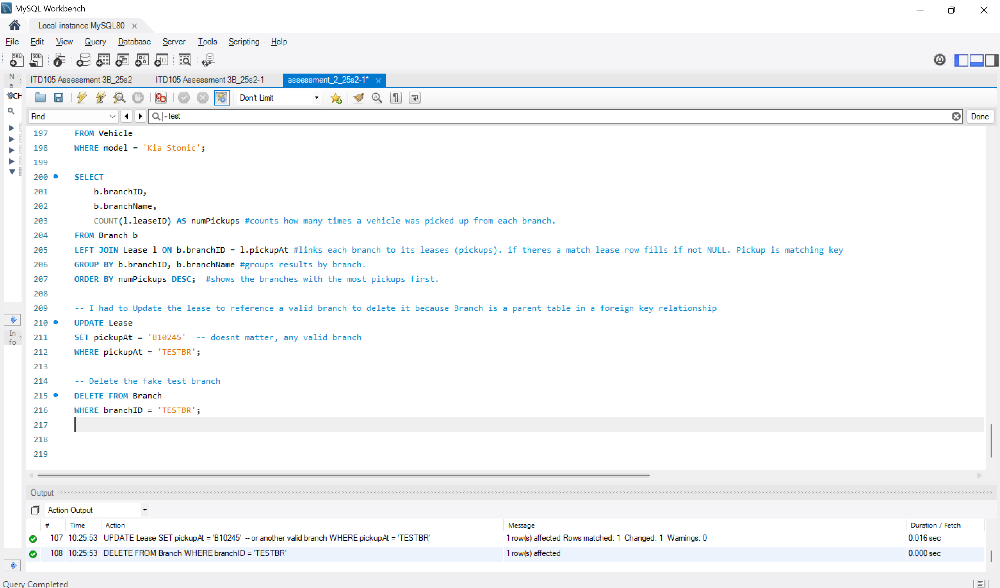 MySQL Workbench
Local instance MySQL80
File Edit View Query Database Server Tools Scripting Help
Na
ITD105 Assessment 3B_25s2 ITD105 Assessment 3B_25s2-1 assessment_2_25s2-1*
Don't Limit
Find test Done
197 FROM Vehicle
198 WHERE model = 'Kia Stonic';
199
200 SELECT
201 b.branchID,
202 b.branchName,
203 COUNT(l.leaseID) AS numPickups #counts how many times a vehicle was picked up from each branch.
204 FROM Branch b
205 LEFT JOIN Lease l ON b.branchID = l.pickupAt #links each branch to its leases (pickups). if theres a match lease row fills if not NULL. Pickup is matching key
206 GROUP BY b.branchID, b.branchName #groups results by branch.
207 ORDER BY numPickups DESC; #shows the branches with the most pickups first.
208
209 -- I had to Update the lease to reference a valid branch to delete it because Branch is a parent table in a foreign key relationship
210 UPDATE Lease
211 SET pickupAt = 'B10245' -- doesnt matter, any valid branch
212 WHERE pickupAt = 'TESTBR';
213
214 -- Delete the fake test branch
215 DELETE FROM Branch
216 WHERE branchID = 'TESTBR';
217
218
219
Info
Output
Action Output
# Time Action Message Duration / Fetch
107 10:25:53 UPDATE Lease SET pickupAt = 'B10245' -- or another valid branch WHERE pickupAt = 'TESTBR' 1 row(s) affected Rows matched: 1 Changed: 1 Warnings: 0 0.016 sec
108 10:25:53 DELETE FROM Branch WHERE branchID = 'TESTBR' 1 row(s) affected 0.000 sec
Query Completed